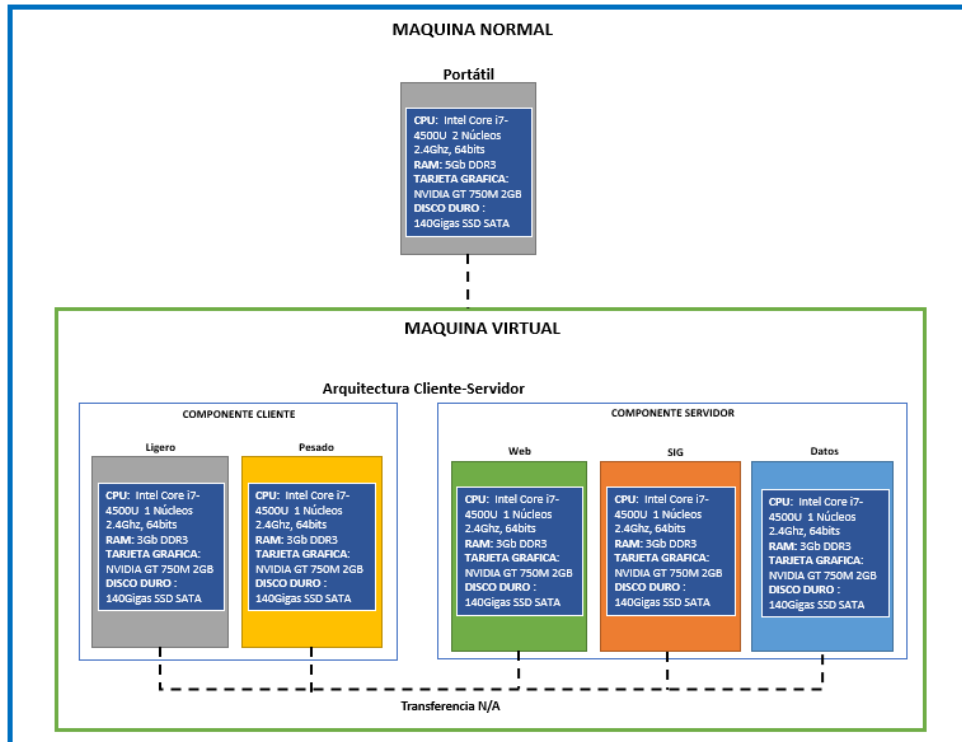 MAQUINA NORMAL
Portátil
CPU: Intel Core i7-
4500U 2 Núcleos
2.4Ghz, 64bits
RAM: 5Gb DDR3
TARJETA GRAFICA:
NVIDIA GT 750M 2GB
DISCO DURO :
140Gigas SSD SATA
MAQUINA VIRTUAL
Arquitectura Cliente-Servidor
COMPONENTE CLIENTE
Ligero
CPU: Intel Core i7-
4500U 1 Núcleos
2.4Ghz, 64bits
RAM: 3Gb DDR3
TARJETA GRAFICA:
NVIDIA GT 750M 2GB
DISCO DURO :
140Gigas SSD SATA
Pesado
CPU: Intel Core i7-
4500U 1 Núcleos
2.4Ghz, 64bits
RAM: 3Gb DDR3
TARJETA GRAFICA:
NVIDIA GT 750M 2GB
DISCO DURO :
140Gigas SSD SATA
COMPONENTE SERVIDOR
Web
CPU: Intel Core i7-
4500U 1 Núcleos
2.4Ghz, 64bits
RAM: 3Gb DDR3
TARJETA GRAFICA:
NVIDIA GT 750M 2GB
DISCO DURO :
140Gigas SSD SATA
SIG
CPU: Intel Core i7-
4500U 1 Núcleos
2.4Ghz, 64bits
RAM: 3Gb DDR3
TARJETA GRAFICA:
NVIDIA GT 750M 2GB
DISCO DURO :
140Gigas SSD SATA
Datos
CPU: Intel Core i7-
4500U 1 Núcleos
2.4Ghz, 64bits
RAM: 3Gb DDR3
TARJETA GRAFICA:
NVIDIA GT 750M 2GB
DISCO DURO :
140Gigas SSD SATA
Transferencia N/A